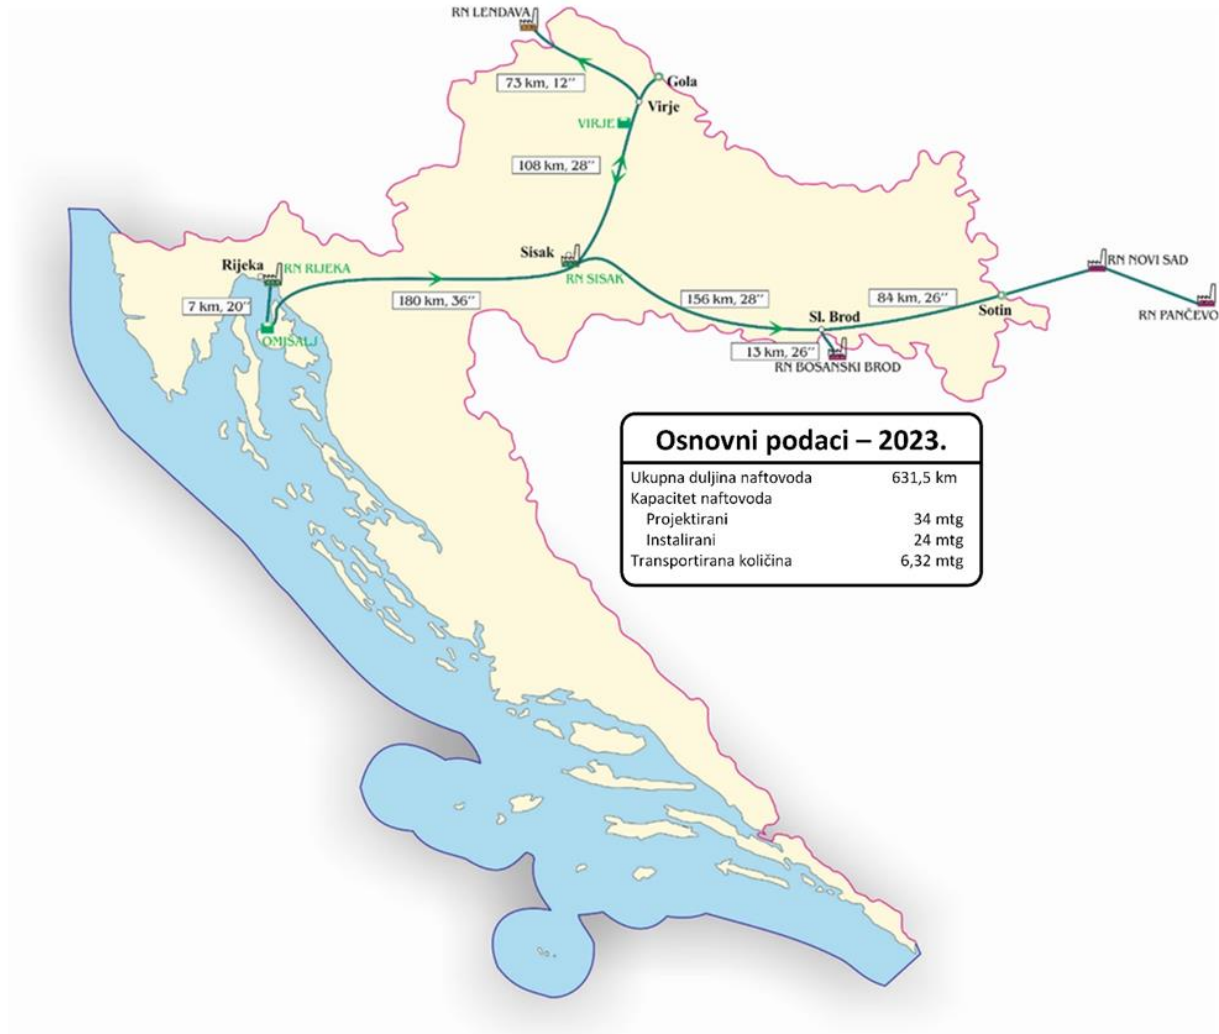 RN LENDAVA
73 km, 12’’
Gola
Virje
VIRJE
108 km, 28’’
Sisak
RN SISAK
Rijeka
RN RIJEKA
7 km, 20’’
180 km, 36’’
OMIŠALJ
156 km, 28’’
Sl. Brod
84 km, 26’’
Sotin
RN NOVI SAD
RN PANČEVO
13 km, 26’’
RN BOSANSKI BROD
Osnovni podaci – 2023.
Ukupna duljina naftovoda 631,5 km
Kapacitet naftovoda
Projektirani 34 mtg
Instalirani 24 mtg
Transportirana količina 6,32 mtg